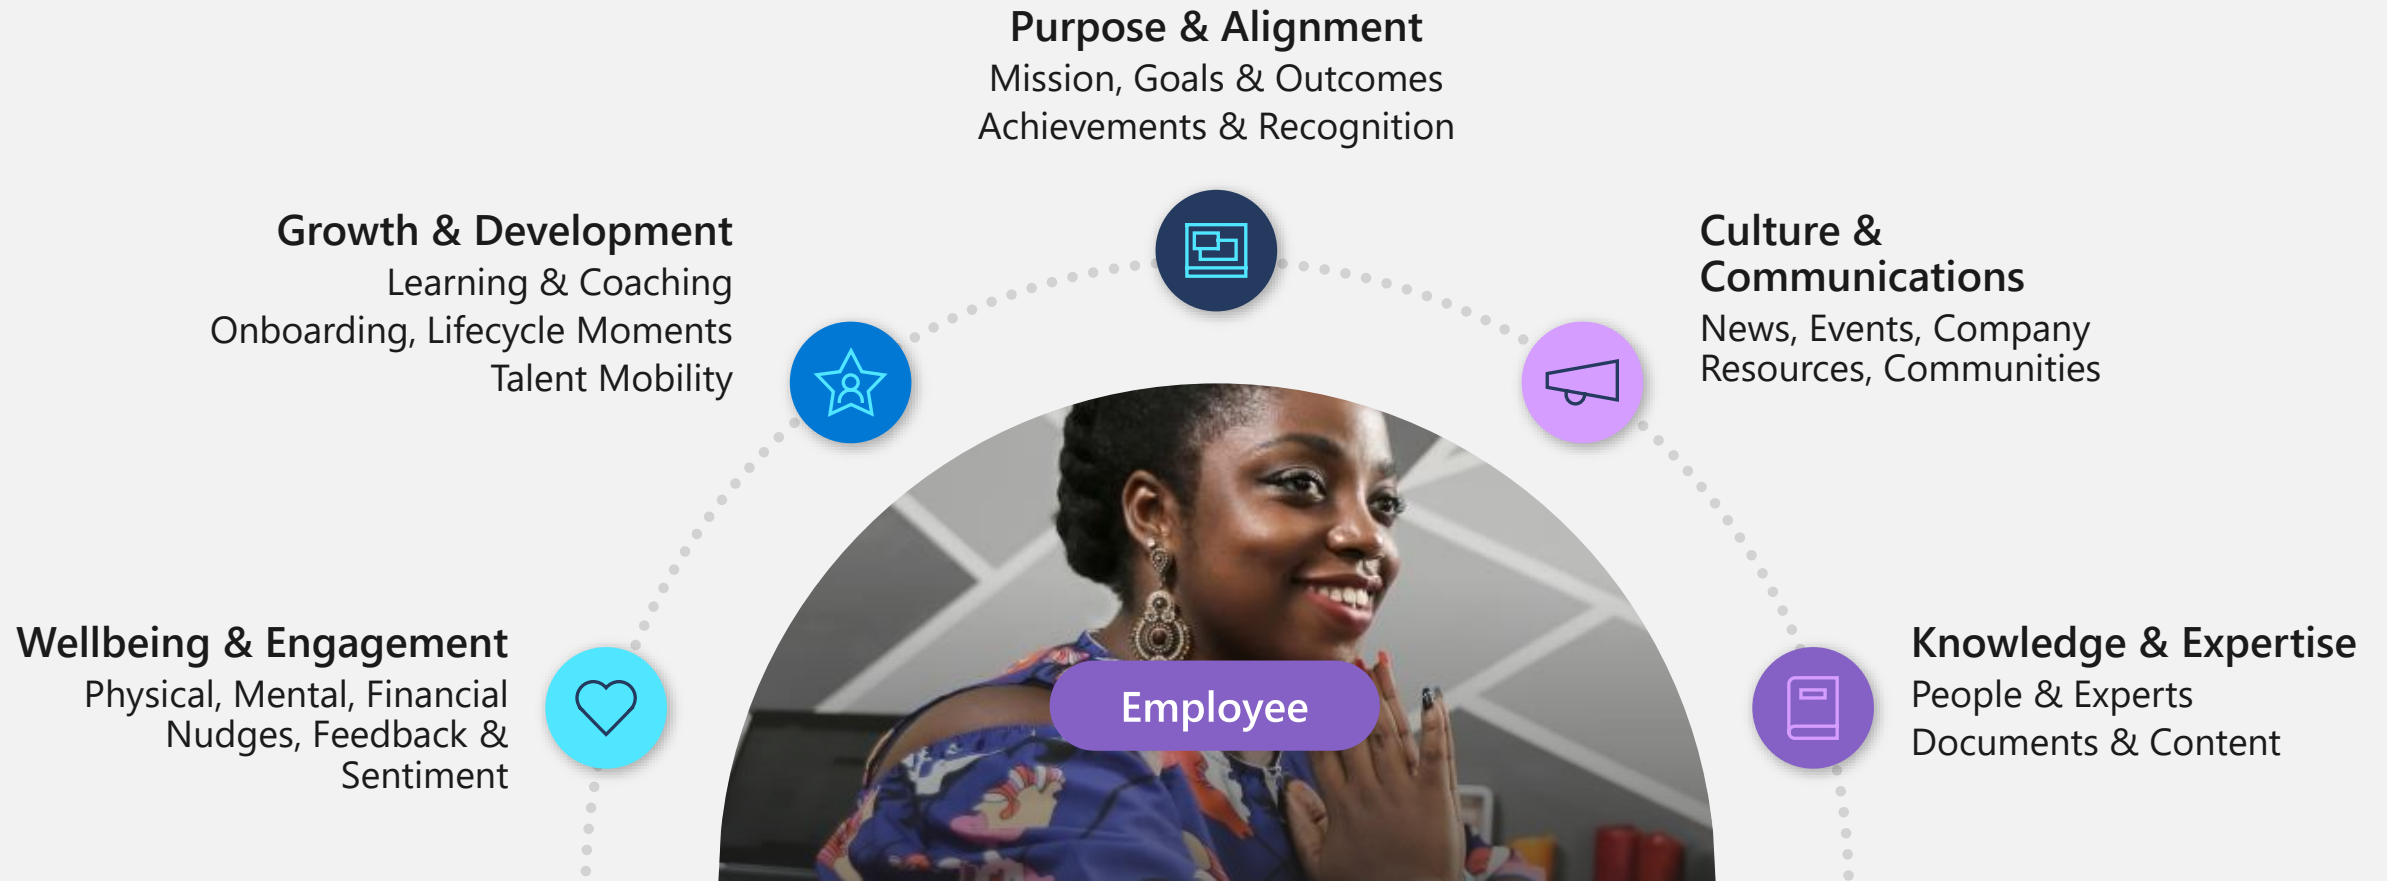 Purpose & Alignment
Mission, Goals & Outcomes
Achievements & Recognition
Growth & Development
Learning & Coaching
Onboarding, Lifecycle Moments
Talent Mobility
Culture &
Communications
News, Events, Company
Resources, Communities
Wellbeing & Engagement
Physical, Mental, Financial
Nudges, Feedback &
Sentiment
Employee
Knowledge & Expertise
People & Experts
Documents & Content